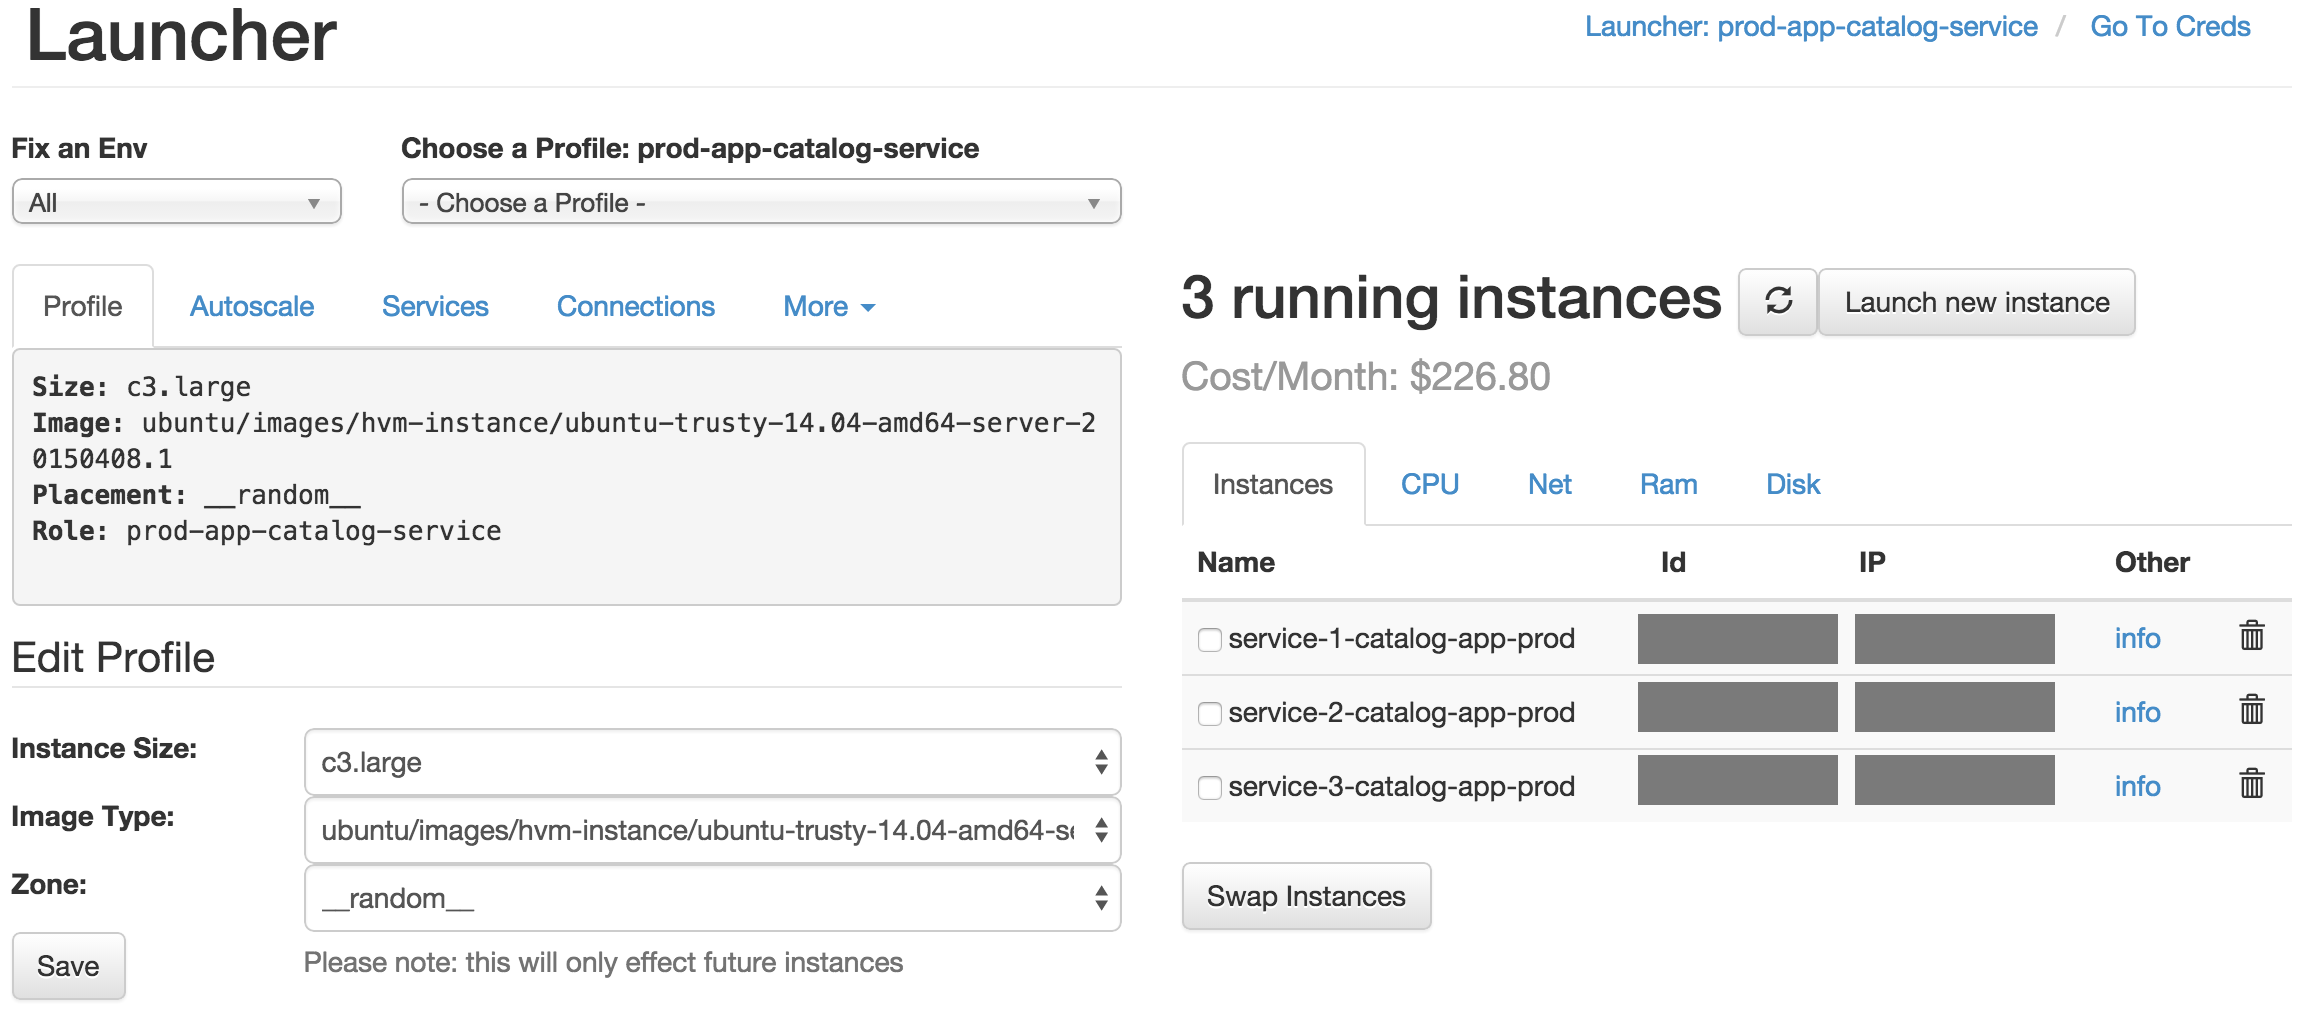 Launcher
Launcher: prod-app-catalog-service / Go To Creds
Fix an Env
All
Choose a Profile: prod-app-catalog-service
- Choose a Profile -
Profile Autoscale Services Connections More
Size: c3.large
Image: ubuntu/images/hvm-instance/ubuntu-trusty-14.04-amd64-server-2
0150408.1
Placement: __random__
Role: prod-app-catalog-service
Edit Profile
Instance Size: c3.large
Image Type: ubuntu/images/hvm-instance/ubuntu-trusty-14.04-amd64-se
Zone: __random__
Save
Please note: this will only effect future instances
3 running instances
Launch new instance
Cost/Month: $226.80
Instances CPU Net Ram Disk
Name Id IP Other
service-1-catalog-app-prod info
service-2-catalog-app-prod info
service-3-catalog-app-prod info
Swap Instances